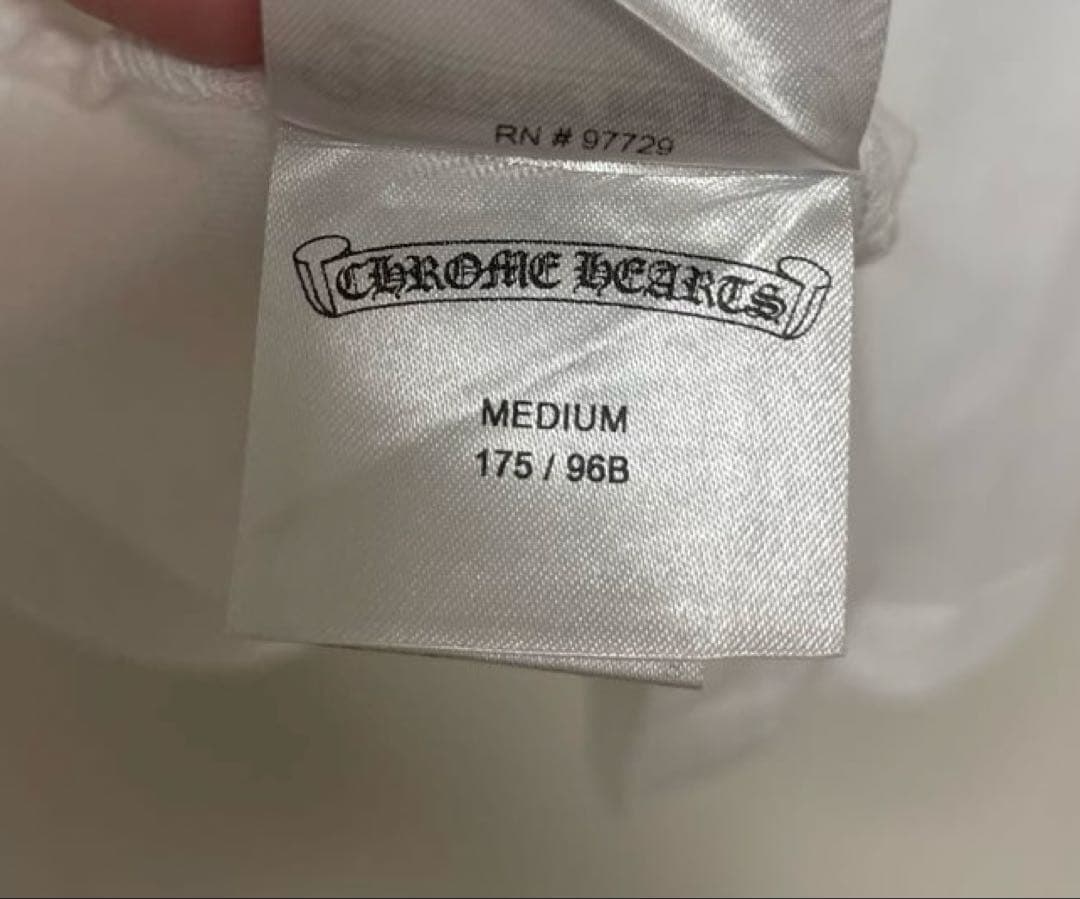 RN # 97729
CHROME HEARTS
MEDIUM
175 / 96B